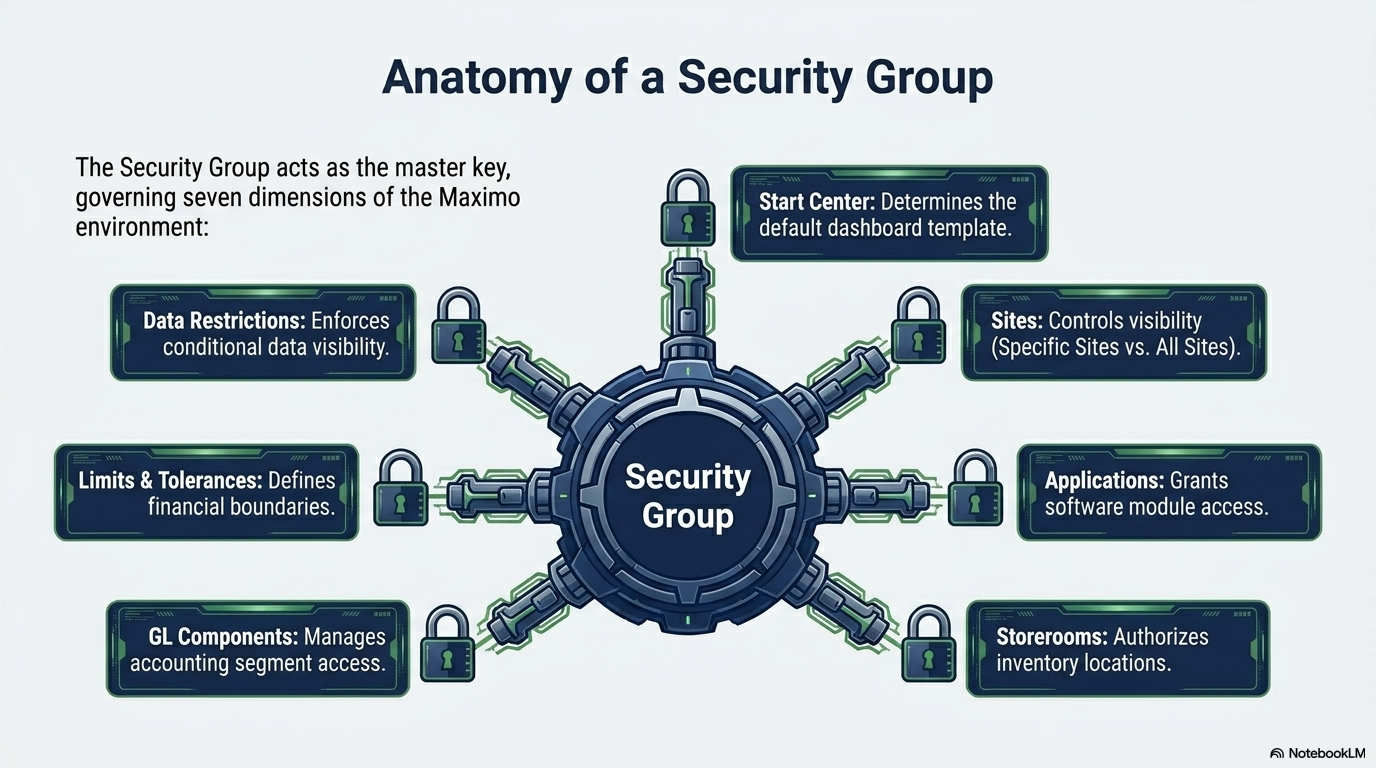 Anatomy of a Security Group
The Security Group acts as the master key,
governing seven dimensions of the Maximo
environment:
Start Center: Determines the
default dashboard template.
Data Restrictions: Enforces
conditional data visibility.
Sites: Controls visibility
(Specific Sites vs. All Sites).
Limits & Tolerances: Defines
financial boundaries.
Security
Group
Applications: Grants
software module access.
GL Components: Manages
accounting segment access.
Storerooms: Authorizes
inventory locations.
NotebookLM